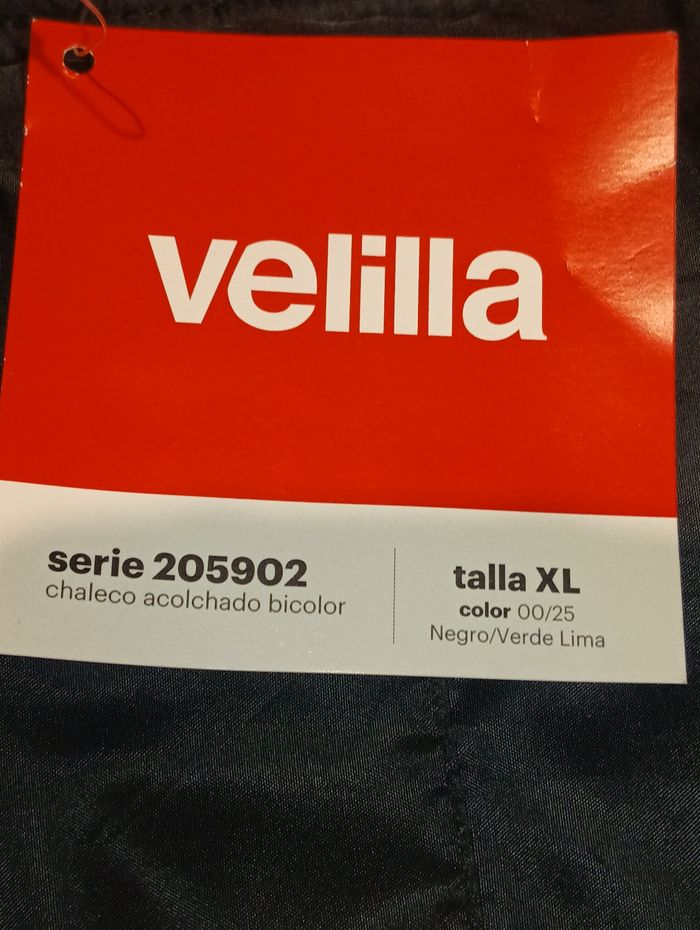 velilla
serie 205902
chaleco acolchado bicolor
talla XL
color 00/25
Negro/Verde Lima